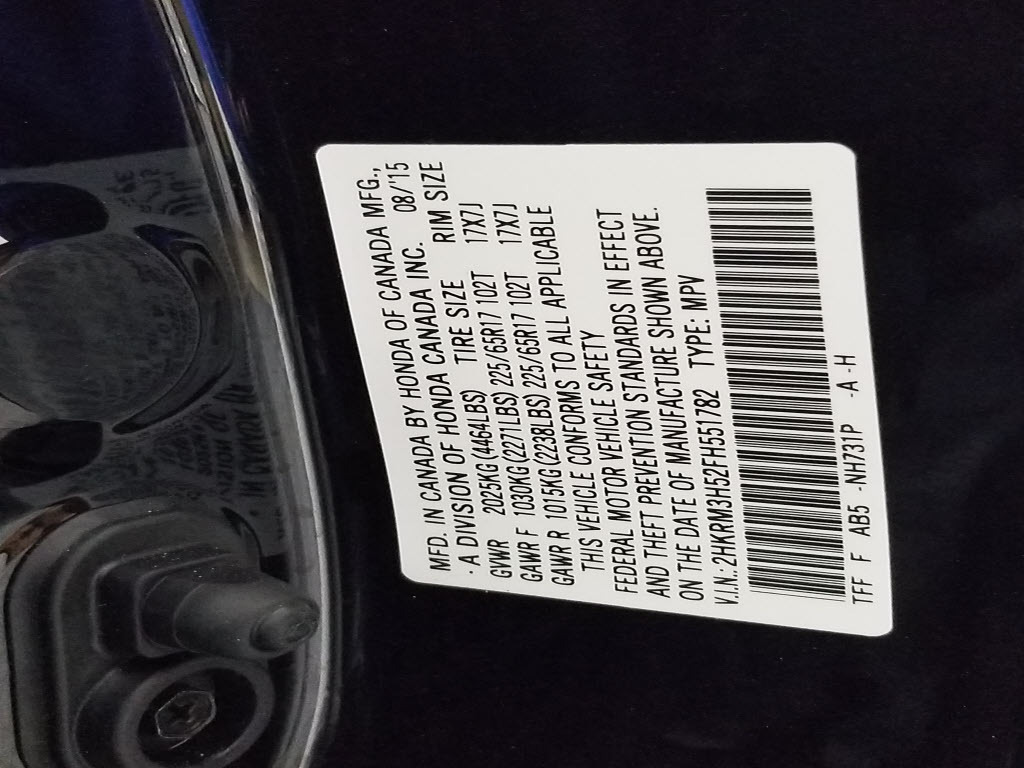 MFD. IN CANADA BY HONDA OF CANADA MFG.,
· A DIVISION OF HONDA CANADA INC. 08/'15
GVWR 2025KG(4464LBS) TIRE SIZE RIM SIZE
GAWR F 1030KG(2271LBS) 225/65R17 102T 17X7J
GAWR R 1015KG(2238LBS) 225/65R17 102T 17X7J
THIS VEHICLE CONFORMS TO ALL APPLICABLE
FEDERAL MOTOR VEHICLE SAFETY
AND THEFT PREVENTION STANDARDS IN EFFECT
ON THE DATE OF MANUFACTURE SHOWN ABOVE.
V.I.N.: 2HKRM3H52FH551782 TYPE: MPV
TFF F AB5 -NH731P -A -H